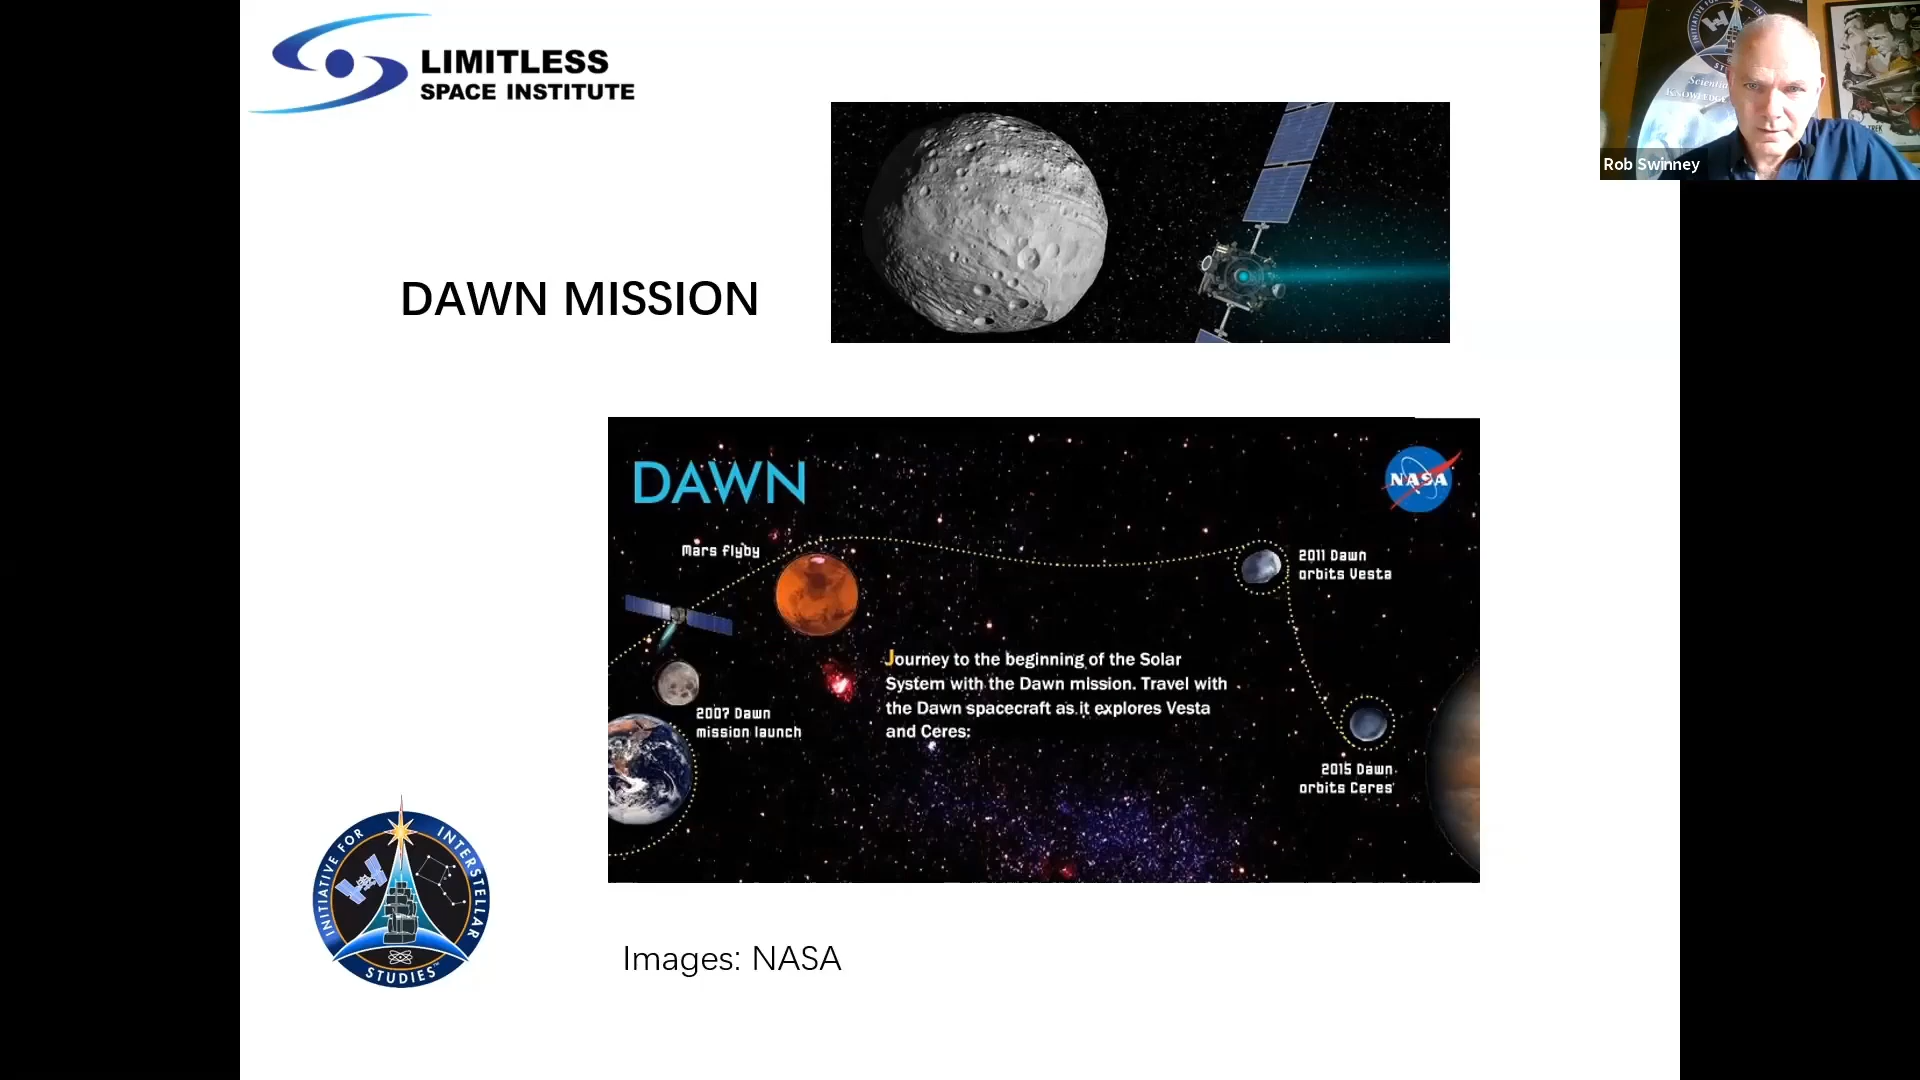 LIMITLESS
SPACE INSTITUTE
Rob Swinney
DAWN MISSION
DAWN
NASA
Mars flyby
2011 Dawn
orbits Vesta
Journey to the beginning of the Solar
System with the Dawn mission. Travel with
the Dawn spacecraft as it explores Vesta
and Ceres:
2007 Dawn
mission launch
2015 Dawn
orbits Ceres
INITIATIVE FOR INTERSTELLAR
STUDIES™
Images: NASA